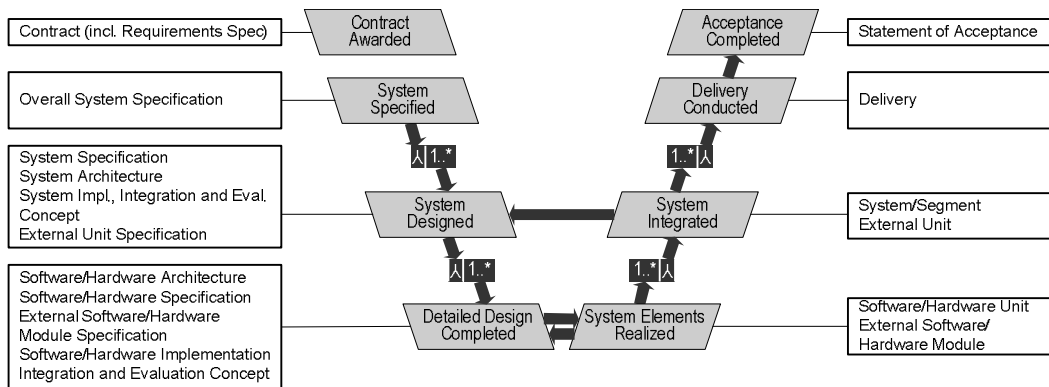 Contract (incl. Requirements Spec)
Contract
Awarded
Acceptance
Completed
Statement of Acceptance
Overall System Specification
System
Specified
Delivery
Conducted
Delivery
1..*
1..*
System Specification
System Architecture
System Impl., Integration and Eval.
Concept
External Unit Specification
System
Designed
System
Integrated
System/Segment
External Unit
1..*
1..*
Software/Hardware Architecture
Software/Hardware Specification
External Software/Hardware
Module Specification
Software/Hardware Implementation
Integration and Evaluation Concept
Detailed Design
Completed
System Elements
Realized
Software/Hardware Unit
External Software/
Hardware Module